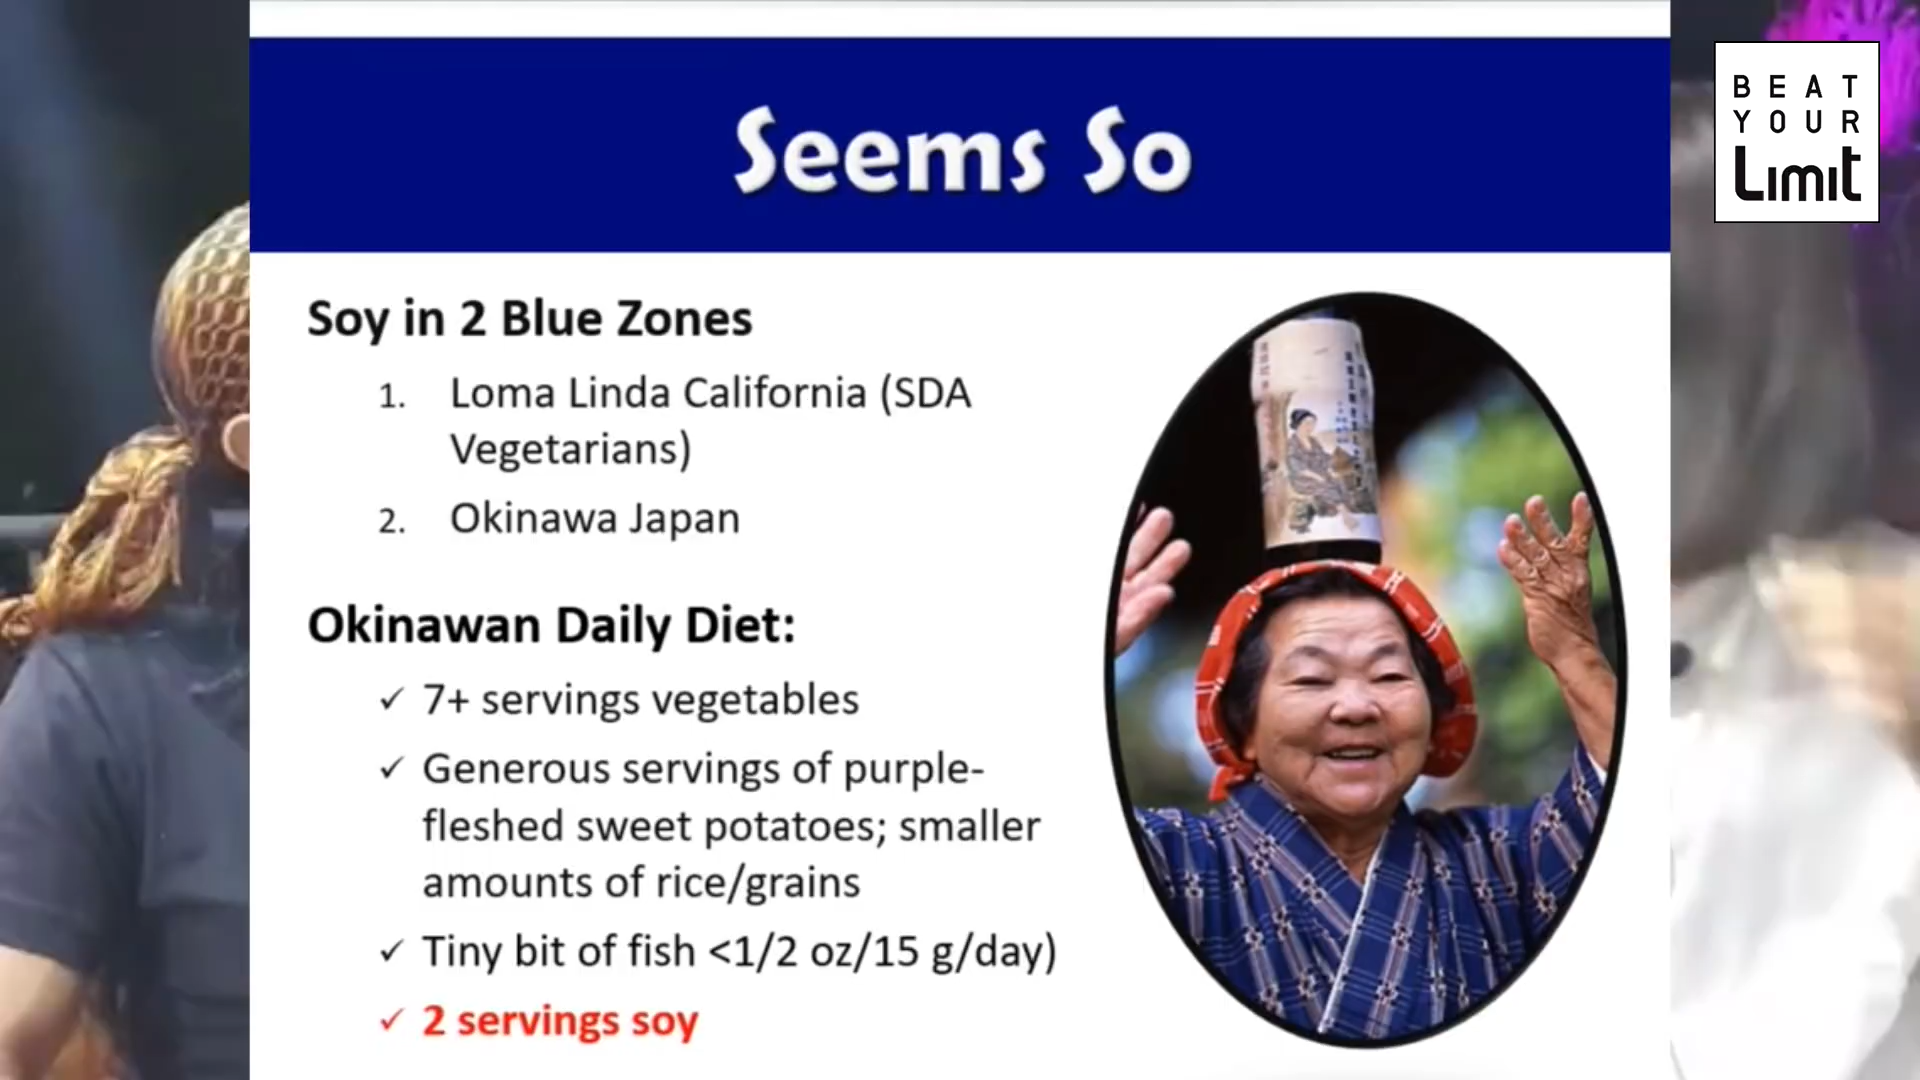 Seems So
BEAT
YOUR
Limit
Soy in 2 Blue Zones
1. Loma Linda California (SDA
Vegetarians)
2. Okinawa Japan
Okinawan Daily Diet:
✓ 7+ servings vegetables
✓ Generous servings of purple-
fleshed sweet potatoes; smaller
amounts of rice/grains
✓ Tiny bit of fish <1/2 oz/15 g/day)
✓ 2 servings soy